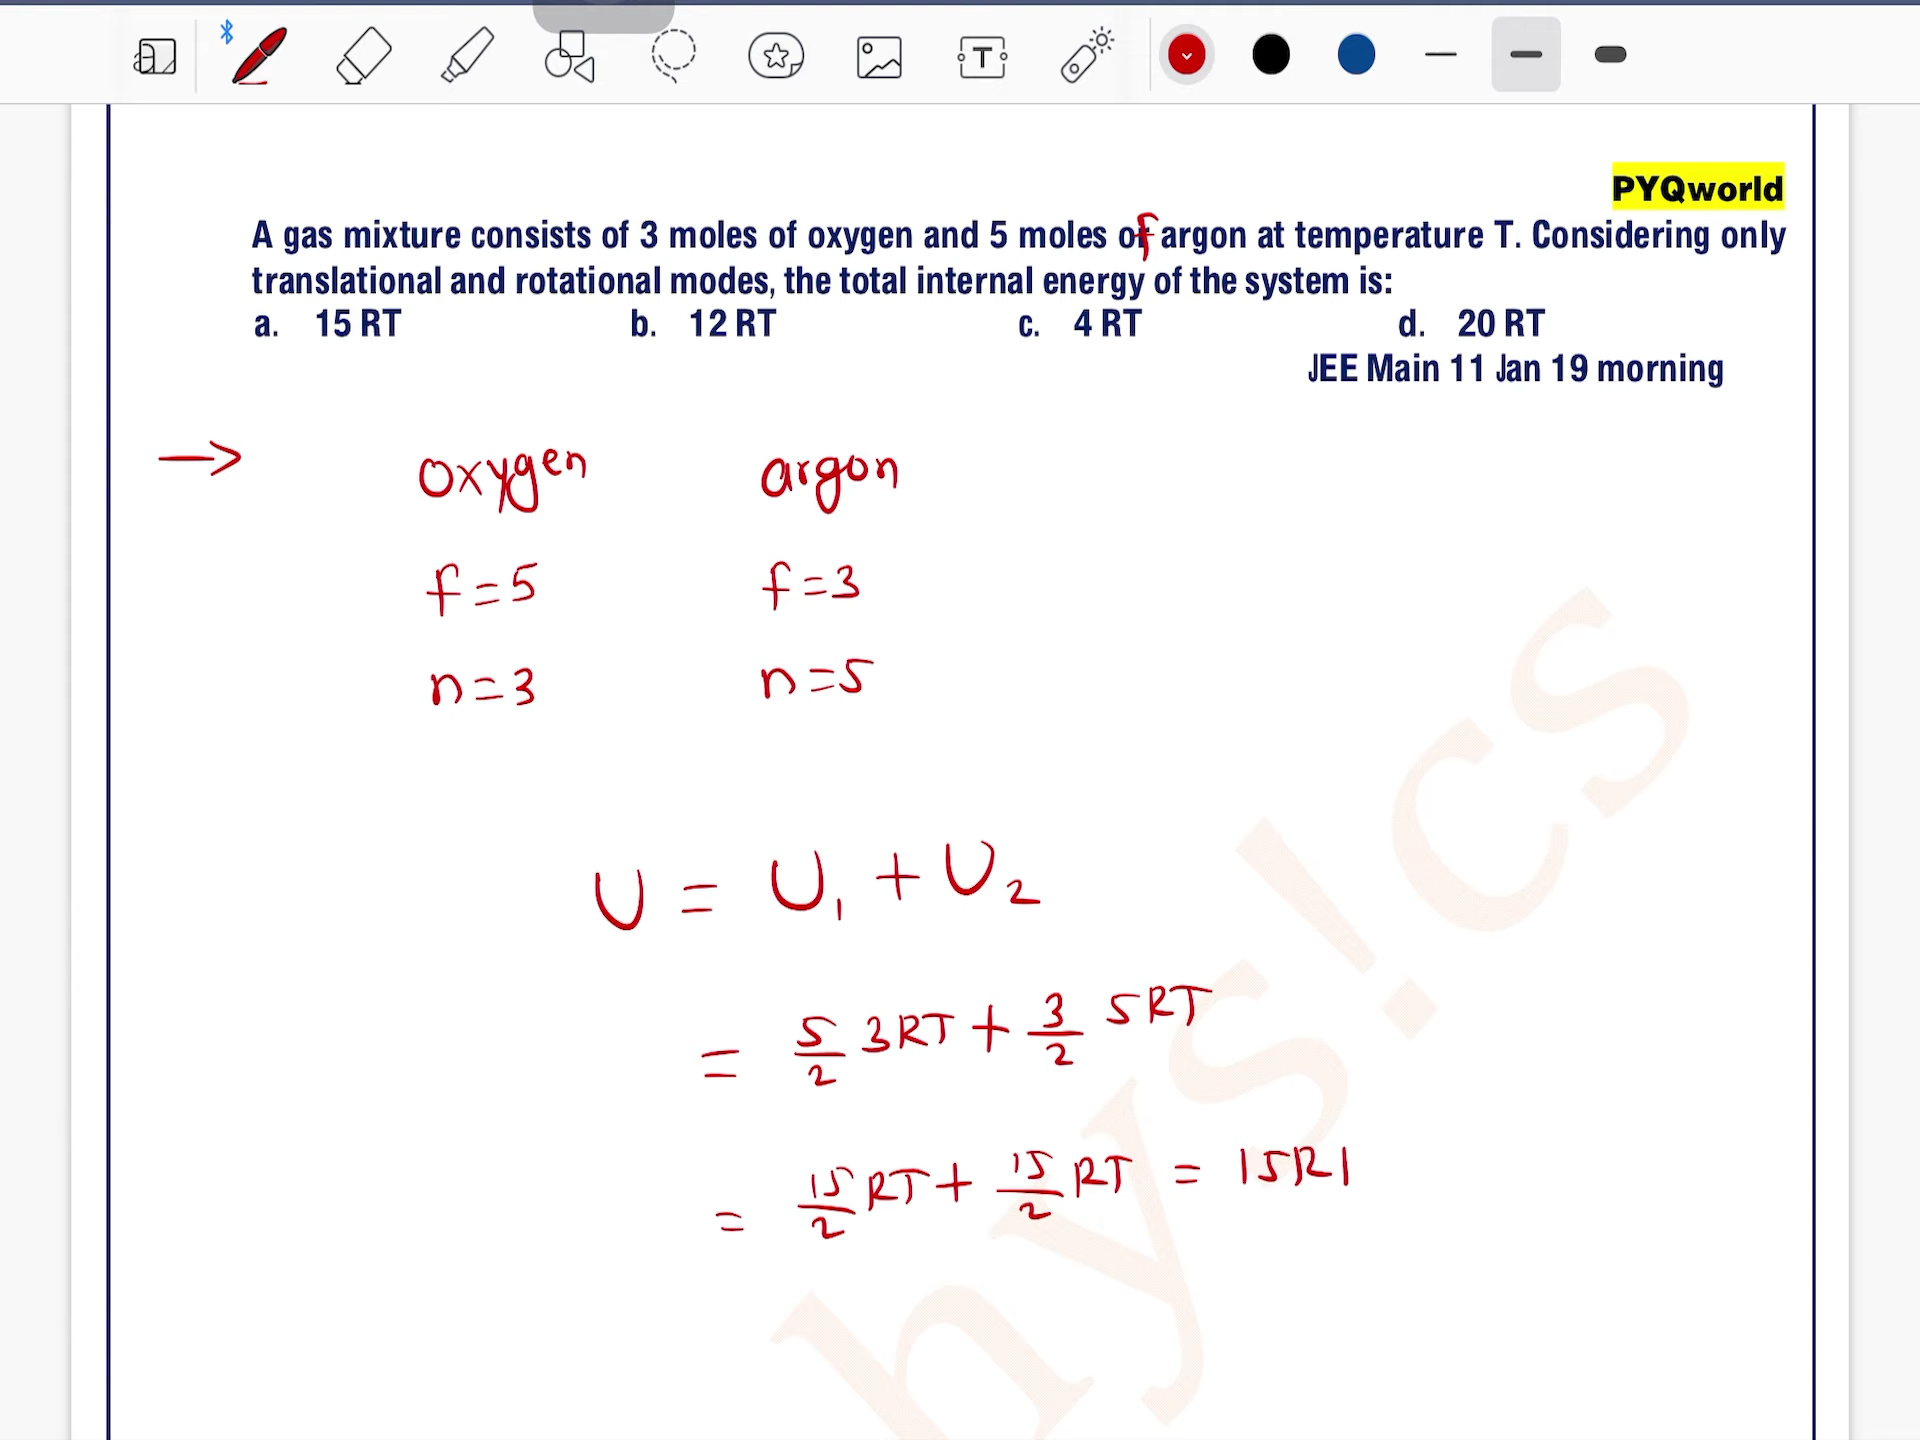 PYQworld
A gas mixture consists of 3 moles of oxygen and 5 moles of argon at temperature T. Considering only
translational and rotational modes, the total internal energy of the system is:
a. 15 RT b. 12 RT c. 4 RT d. 20 RT
JEE Main 11 Jan 19 morning
→ oxygen argon
f = 5 f = 3
n = 3 n = 5
U = U₁ + U₂
= 5/2 3RT + 3/2 5RT
= 15/2 RT + 15/2 RT = 15R1
hys!cs